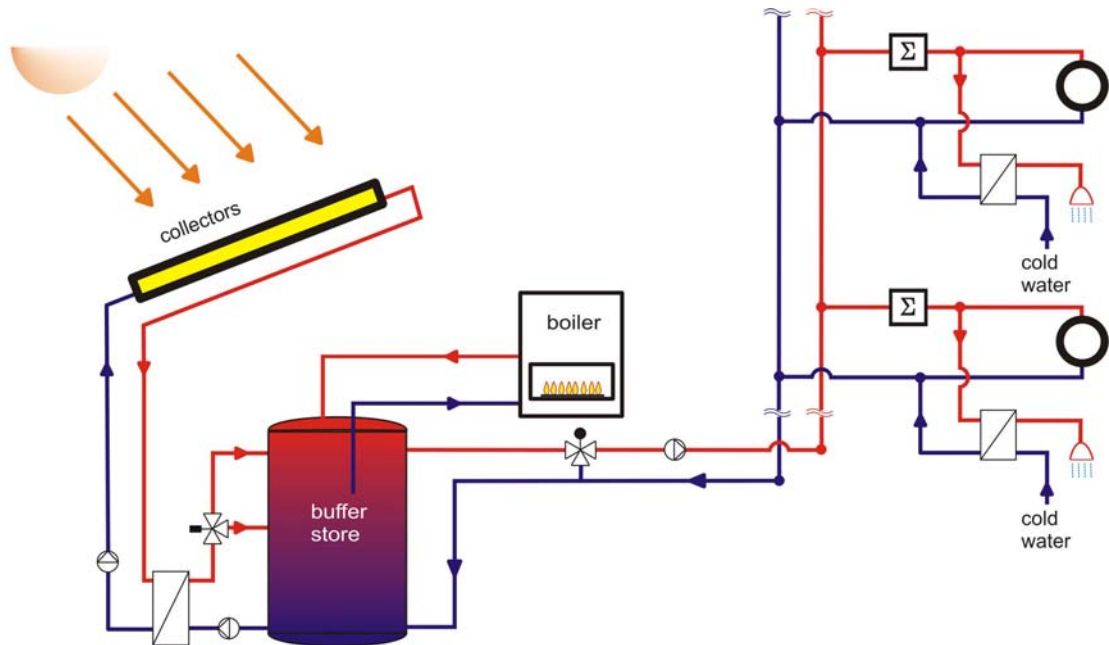 Σ
collectors
cold
water
Σ
boiler
buffer
store
cold
water